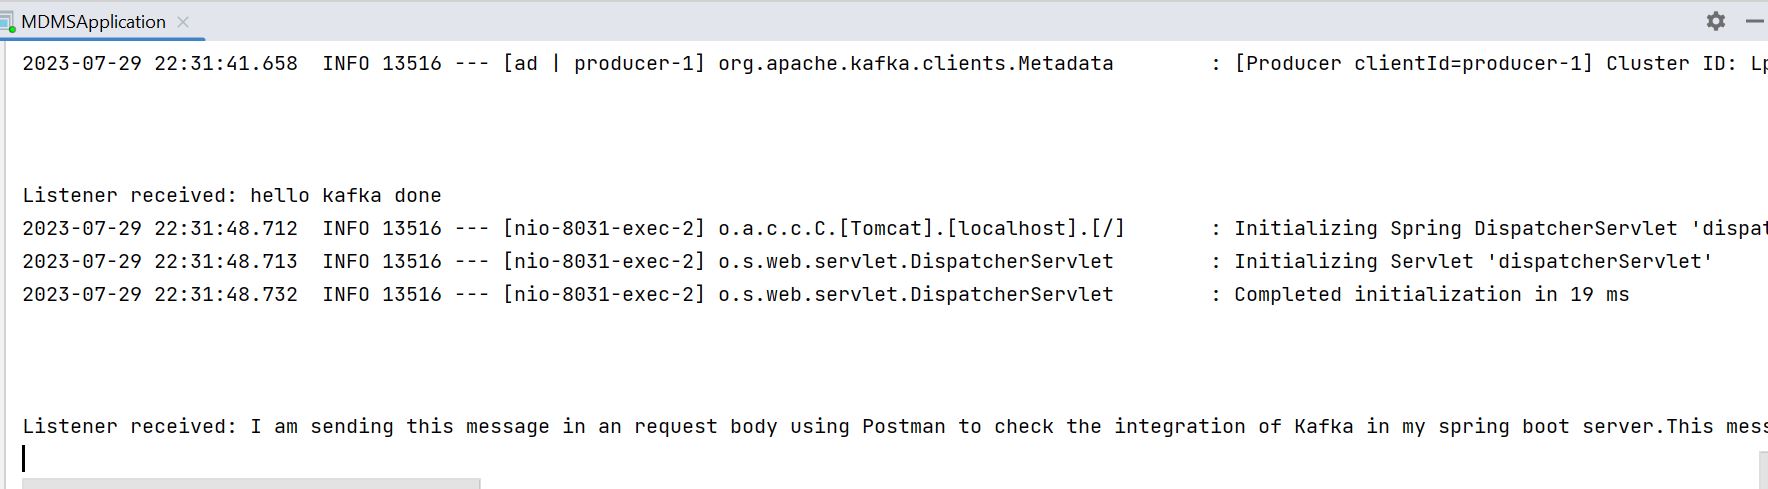 MDMSApplication
2023-07-29 22:31:41.658  INFO 13516 --- [ad | producer-1] org.apache.kafka.clients.Metadata        : [Producer clientId=producer-1] Cluster ID: Lp
Listener received: hello kafka done
2023-07-29 22:31:48.712  INFO 13516 --- [nio-8031-exec-2] o.a.c.c.C.[Tomcat].[localhost].[/]       : Initializing Spring DispatcherServlet 'dispat
2023-07-29 22:31:48.713  INFO 13516 --- [nio-8031-exec-2] o.s.web.servlet.DispatcherServlet        : Initializing Servlet 'dispatcherServlet'
2023-07-29 22:31:48.732  INFO 13516 --- [nio-8031-exec-2] o.s.web.servlet.DispatcherServlet        : Completed initialization in 19 ms
Listener received: I am sending this message in an request body using Postman to check the integration of Kafka in my spring boot server.This mess